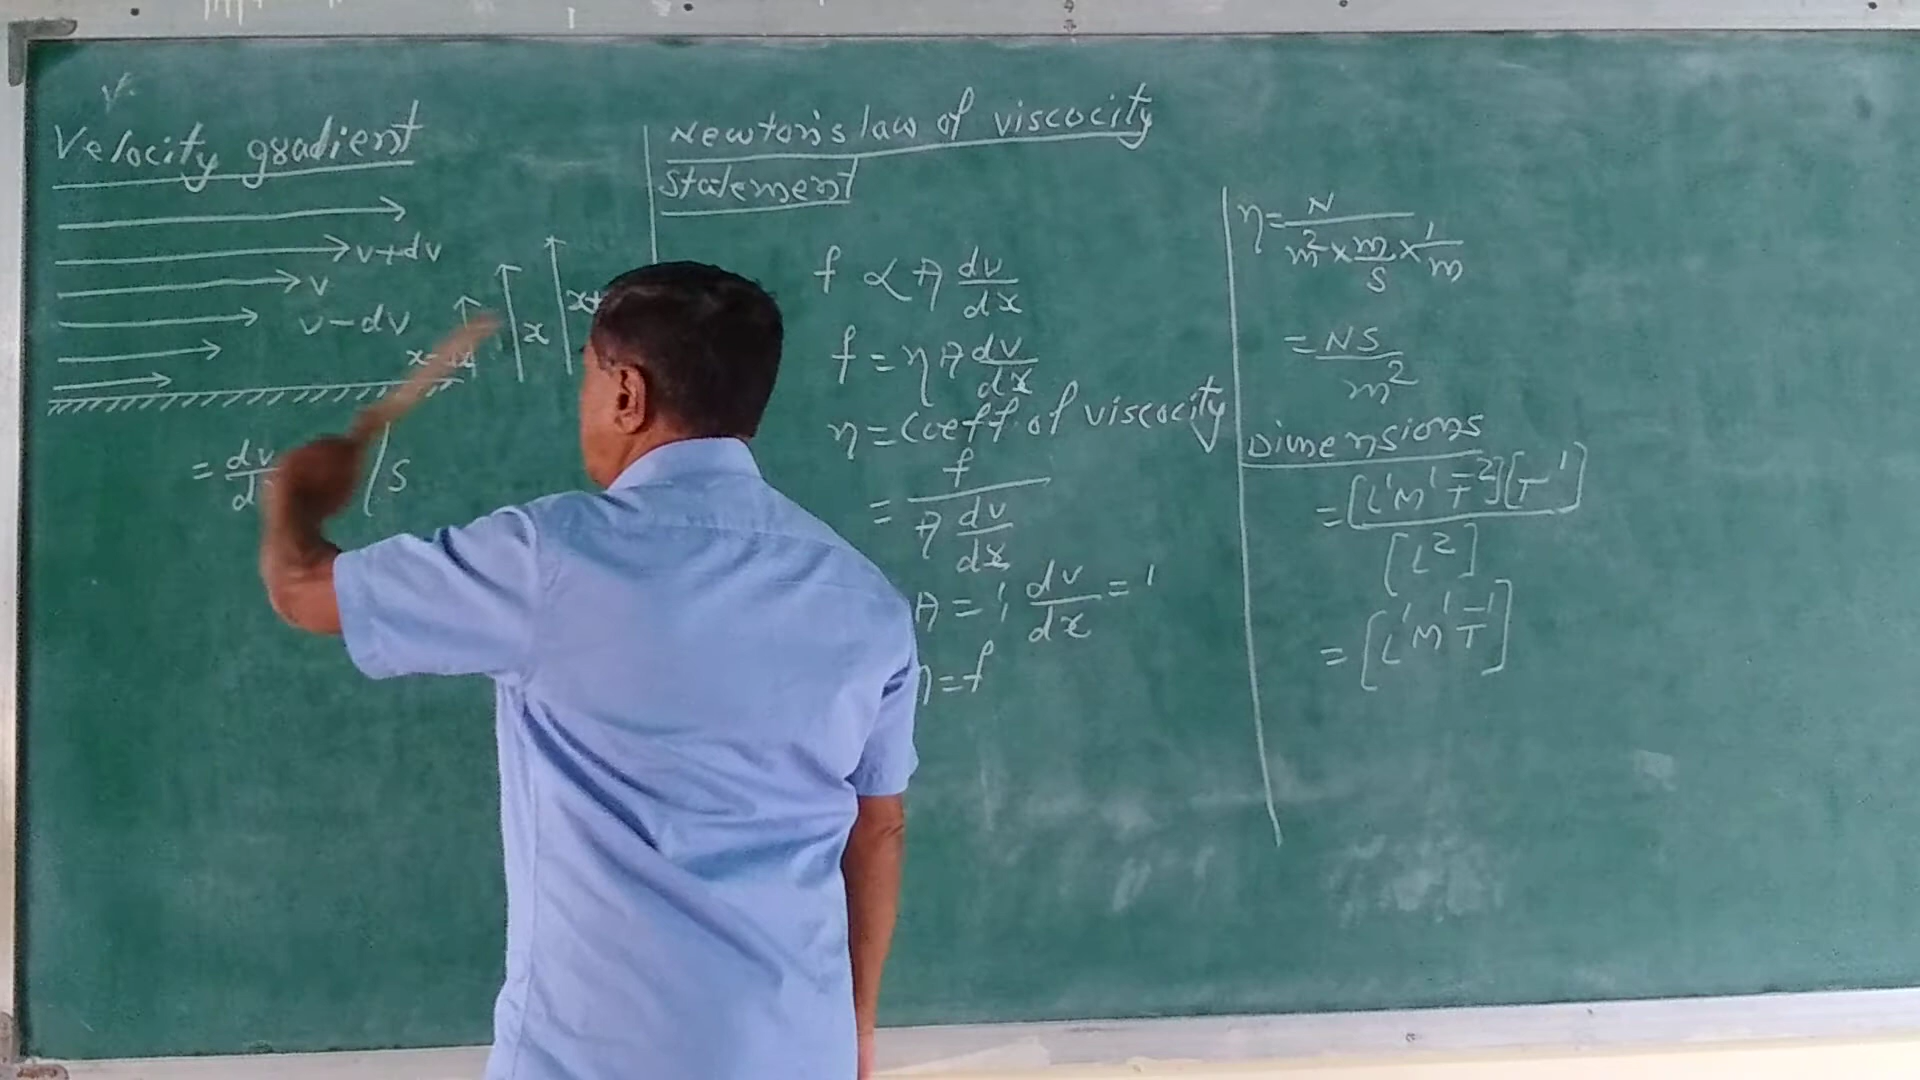 Velocity gradient
v+dv
v
v-dv
x
= dv
/s
Newton's law of viscocity
Statement
f ∝ A dv/dx
f = η A dv/dx
η = Coeff. of viscocity
= f / A dv/dx
A = 1 ; dv/dx = 1
η = f
η = N / m² × m/s × 1/m
= NS / m²
Dimensions
= [L¹M¹T⁻²][T¹] / [L²]
= [L¹M¹T⁻¹]